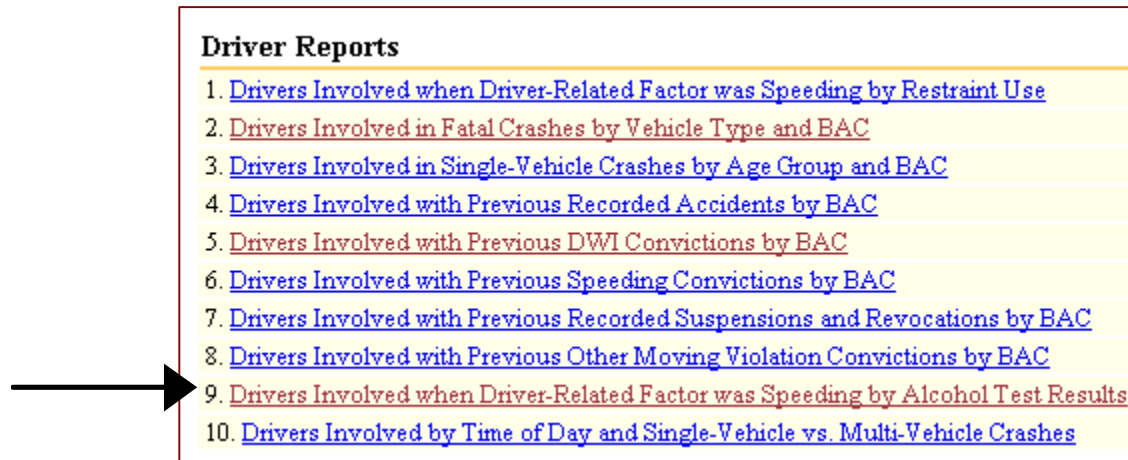 Driver Reports
1. Drivers Involved when Driver-Related Factor was Speeding by Restraint Use
2. Drivers Involved in Fatal Crashes by Vehicle Type and BAC
3. Drivers Involved in Single-Vehicle Crashes by Age Group and BAC
4. Drivers Involved with Previous Recorded Accidents by BAC
5. Drivers Involved with Previous DWI Convictions by BAC
6. Drivers Involved with Previous Speeding Convictions by BAC
7. Drivers Involved with Previous Recorded Suspensions and Revocations by BAC
8. Drivers Involved with Previous Other Moving Violation Convictions by BAC
9. Drivers Involved when Driver-Related Factor was Speeding by Alcohol Test Results
10. Drivers Involved by Time of Day and Single-Vehicle vs. Multi-Vehicle Crashes